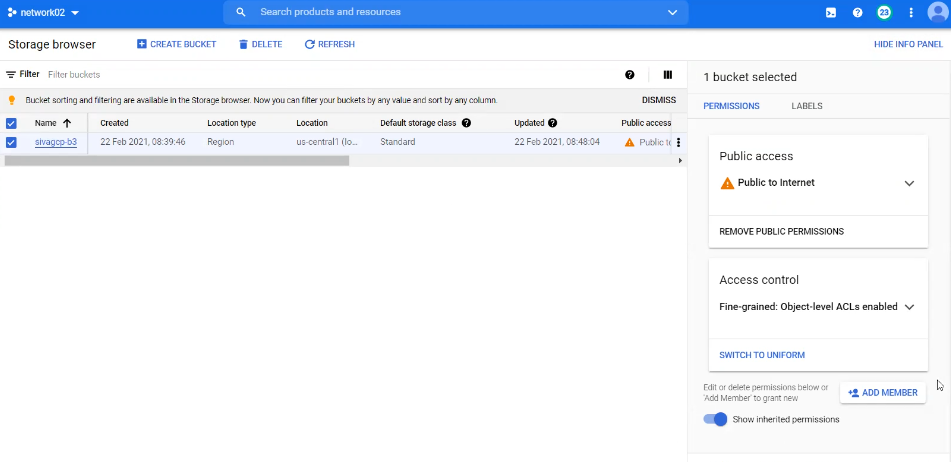 network02
Search products and resources
23
Storage browser
CREATE BUCKET
DELETE
REFRESH
HIDE INFO PANEL
Filter
Filter buckets
1 bucket selected
Bucket sorting and filtering are available in the Storage browser. Now you can filter your buckets by any value and sort by any column.
DISMISS
PERMISSIONS
LABELS
Name
Created
Location type
Location
Default storage class
Updated
Public access
sivagcp-b3
22 Feb 2021, 08:39:46
Region
us-central1 (lo...
Standard
22 Feb 2021, 08:48:04
Public to
Public access
Public to Internet
REMOVE PUBLIC PERMISSIONS
Access control
Fine-grained: Object-level ACLs enabled
SWITCH TO UNIFORM
Edit or delete permissions below or
'Add Member' to grant new
ADD MEMBER
Show inherited permissions